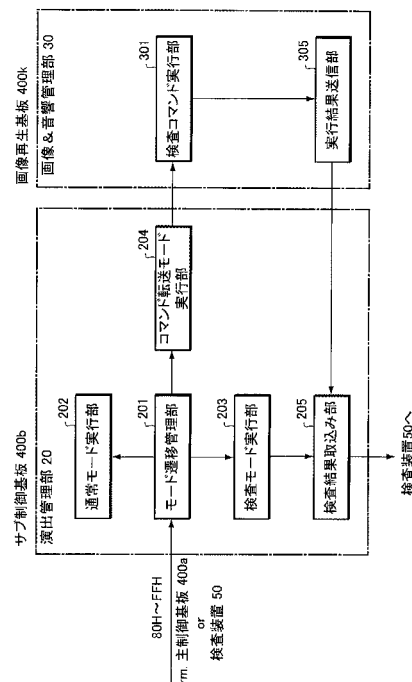 画像再生基板 400k
画像&音響管理部 30
301
検査コマンド実行部
305
実行結果送信部
204
コマンド転送モード
実行部
サブ制御基板 400b
演出管理部 20
202
通常モード実行部
201
モード遷移管理部
203
検査モード実行部
205
検査結果取込み部
80H～FFH
rm. 主制御基板 400a
or
検査装置 50
検査装置50へ